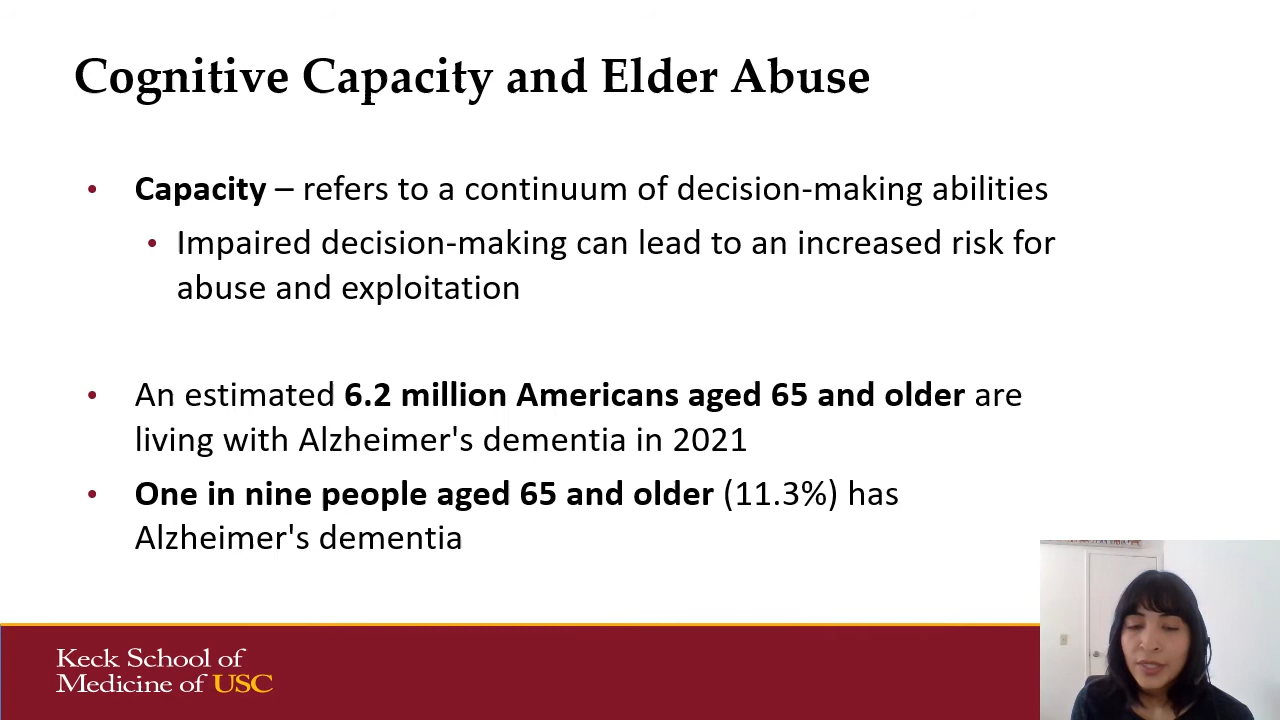 Cognitive Capacity and Elder Abuse
• Capacity – refers to a continuum of decision-making abilities
• Impaired decision-making can lead to an increased risk for
abuse and exploitation
• An estimated 6.2 million Americans aged 65 and older are
living with Alzheimer's dementia in 2021
• One in nine people aged 65 and older (11.3%) has
Alzheimer's dementia
Keck School of
Medicine of USC